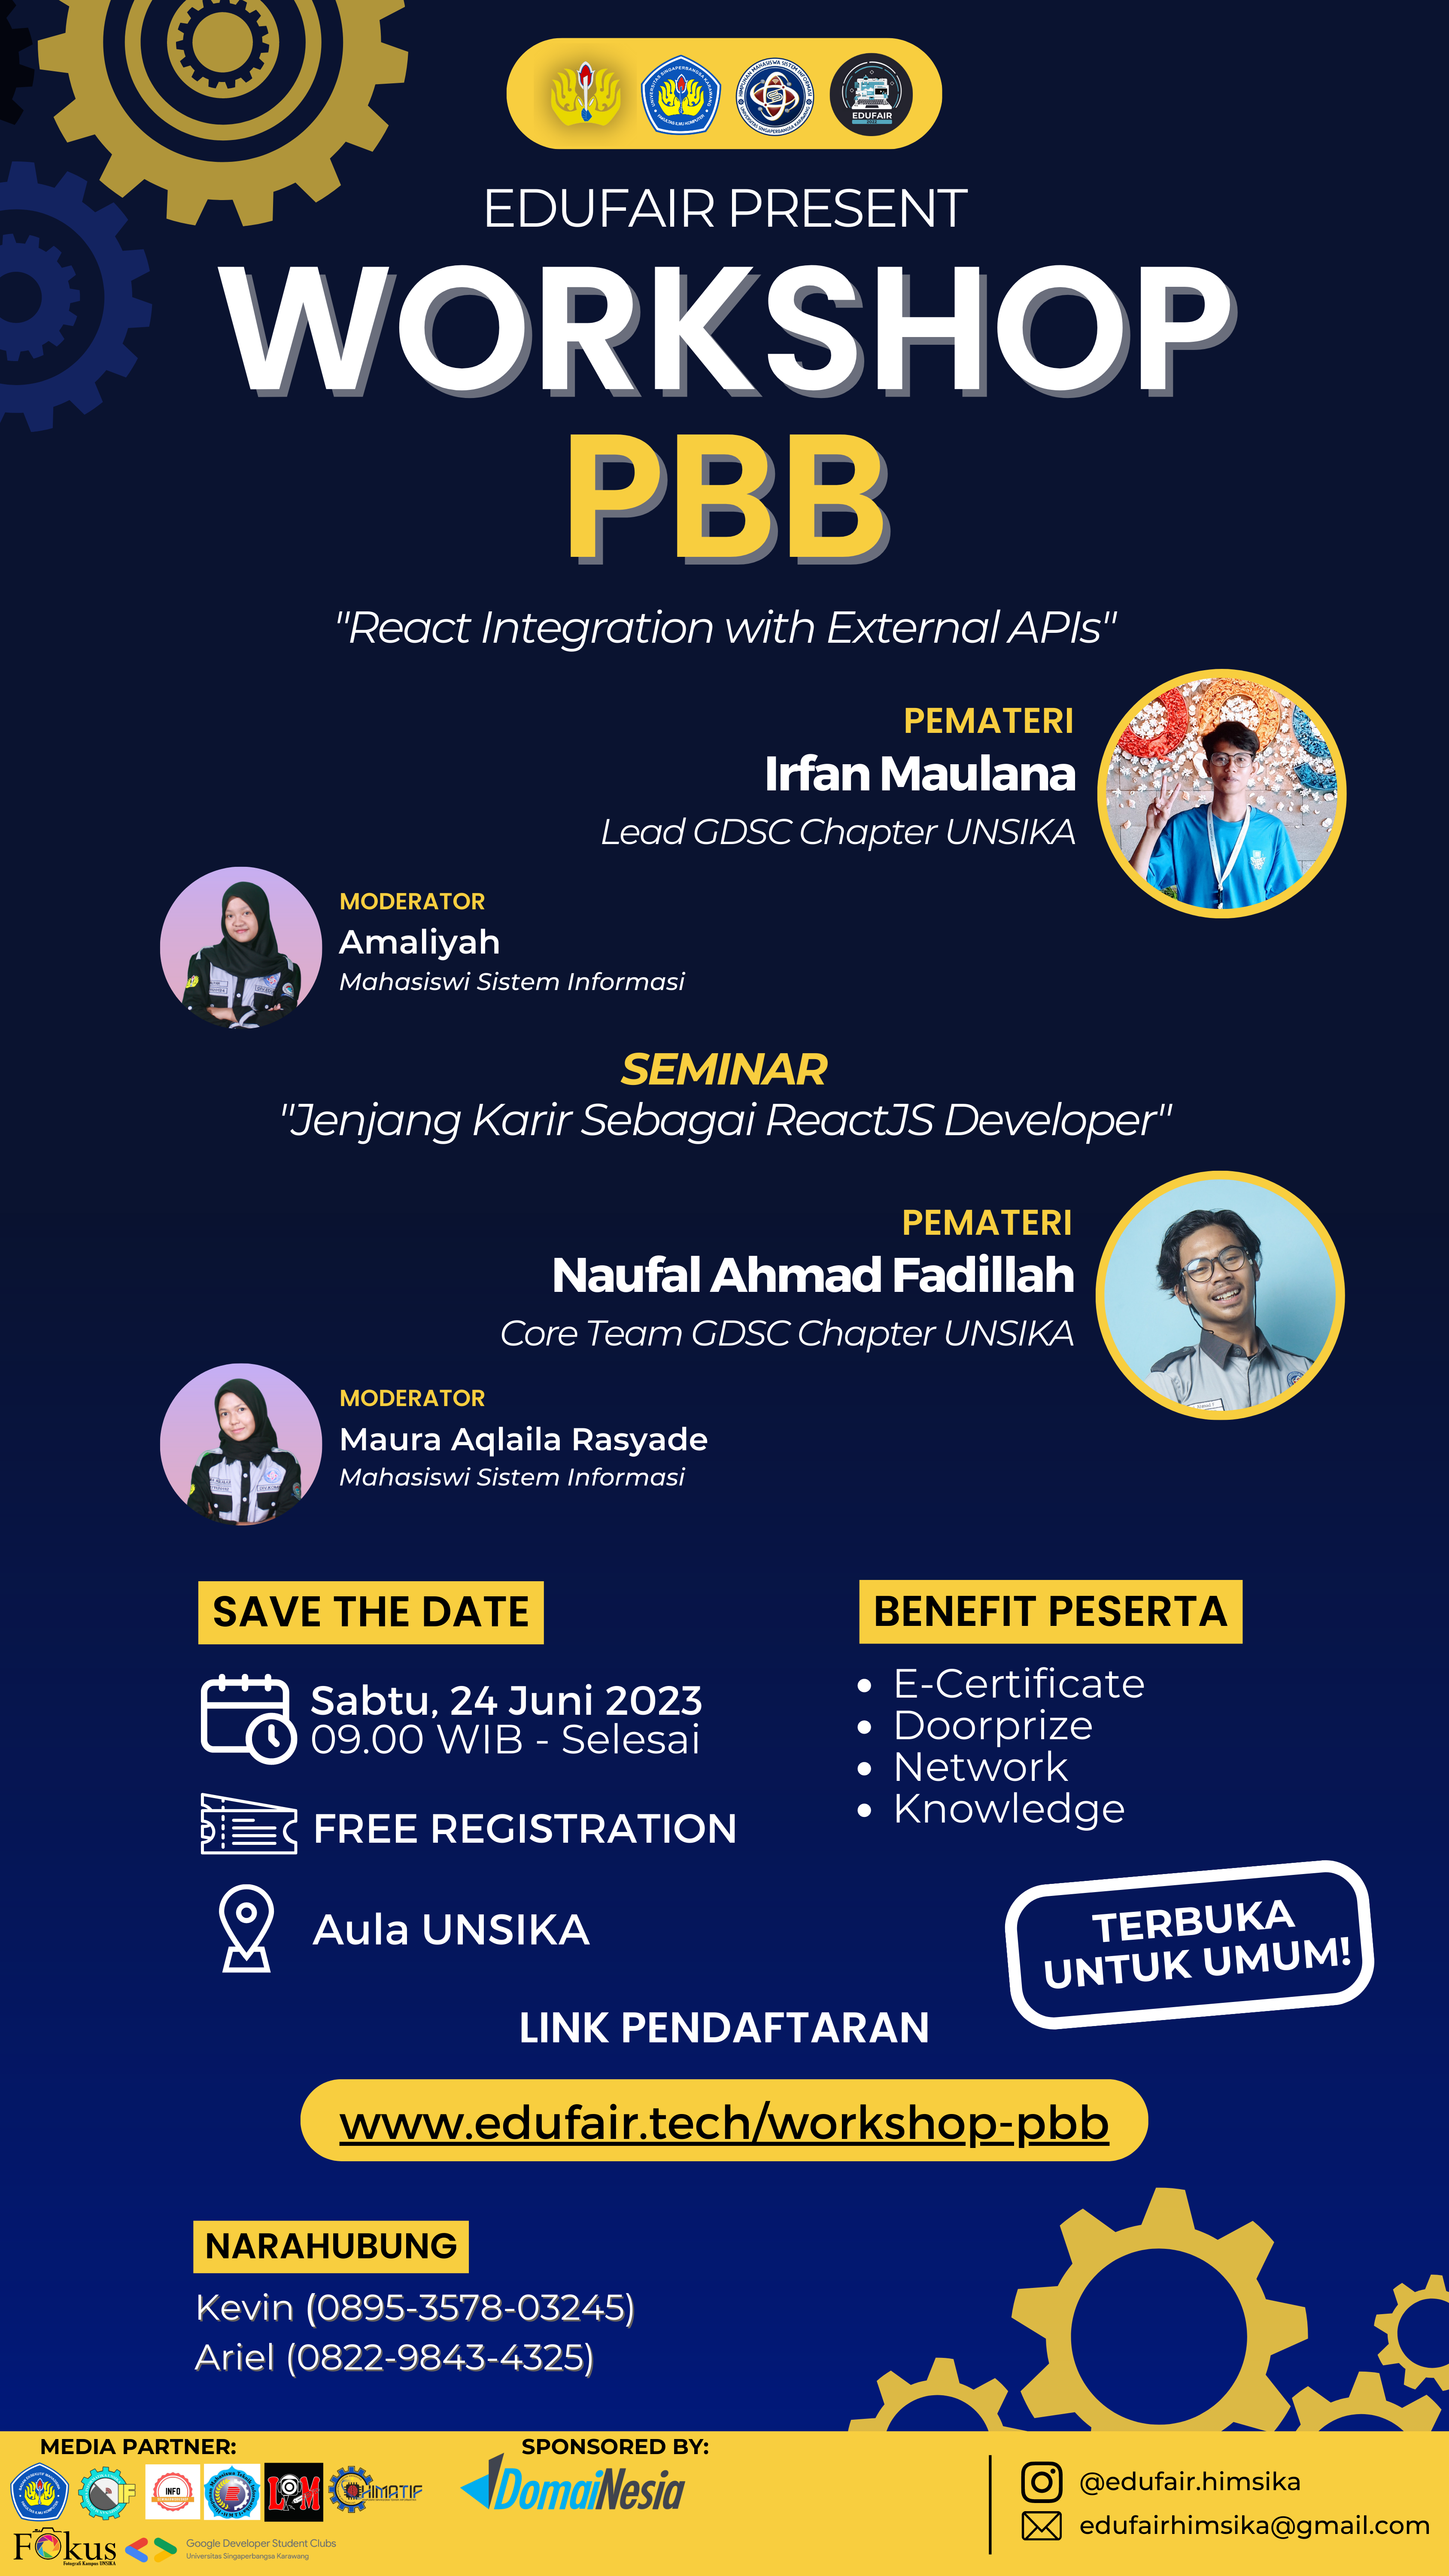 EDUFAIR
EDUFAIR PRESENT
WORKSHOP
PBB
"React Integration with External APIs"
PEMATERI
Irfan Maulana
Lead GDSC Chapter UNSIKA
MODERATOR
Amaliyah
Mahasiswi Sistem Informasi
SEMINAR
"Jenjang Karir Sebagai ReactJS Developer"
PEMATERI
Naufal Ahmad Fadillah
Core Team GDSC Chapter UNSIKA
MODERATOR
Maura Aqlaila Rasyade
Mahasiswi Sistem Informasi
SAVE THE DATE
Sabtu, 24 Juni 2023
09.00 WIB - Selesai
FREE REGISTRATION
Aula UNSIKA
BENEFIT PESERTA
• E-Certificate
• Doorprize
• Network
• Knowledge
TERBUKA
UNTUK UMUM!
LINK PENDAFTARAN
www.edufair.tech/workshop-pbb
NARAHUBUNG
Kevin (0895-3578-03245)
Ariel (0822-9843-4325)
MEDIA PARTNER:
IF
INFO
HIMATIF
Fokus
Fotografi Kampus UNSIKA
Google Developer Student Clubs
Universitas Singaperbangsa Karawang
SPONSORED BY:
DomaiNesia
@edufair.himsika
edufairhimsika@gmail.com